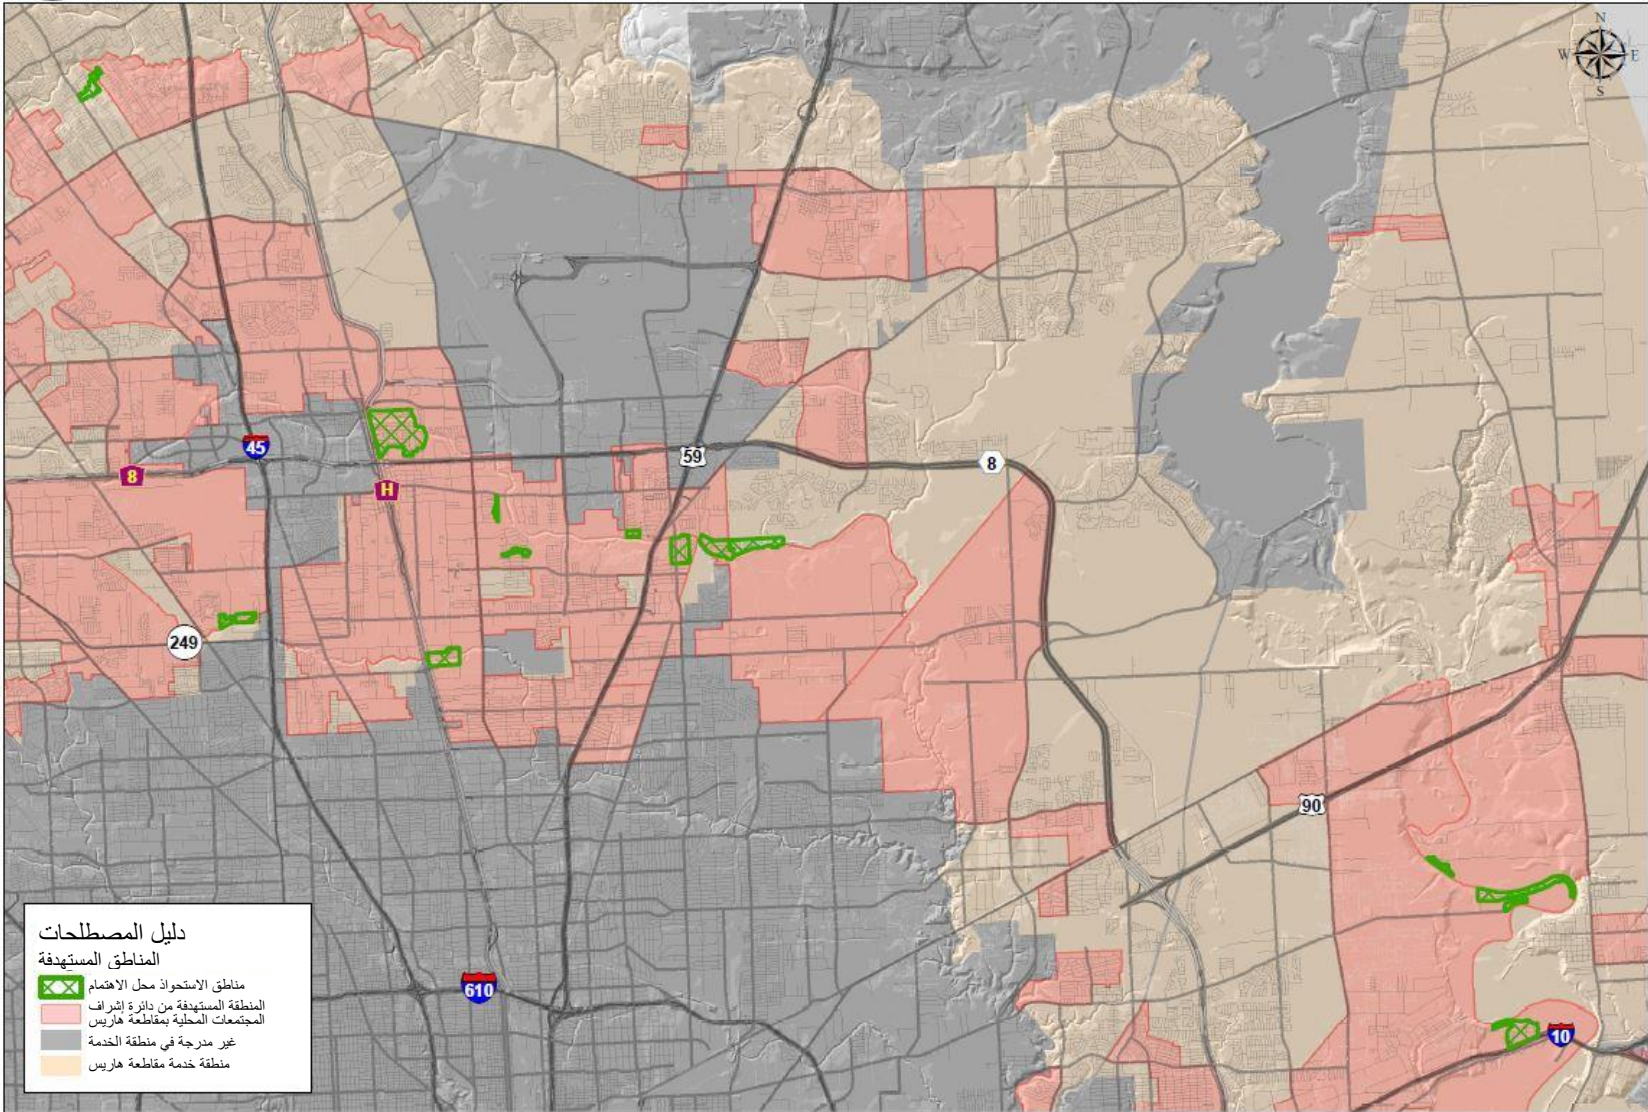 N
W E
S
45
8
H
59
8
249
90
610
10
دليل المصطلحات
المناطق المستهدفة
مناطق الاستحواذ محل الاهتمام
المنطقة المستهدفة من دائرة إشراف
المجتمعات المحلية بمقاطعة هاريس
غير مدرجة في منطقة الخدمة
منطقة خدمة مقاطعة هاريس